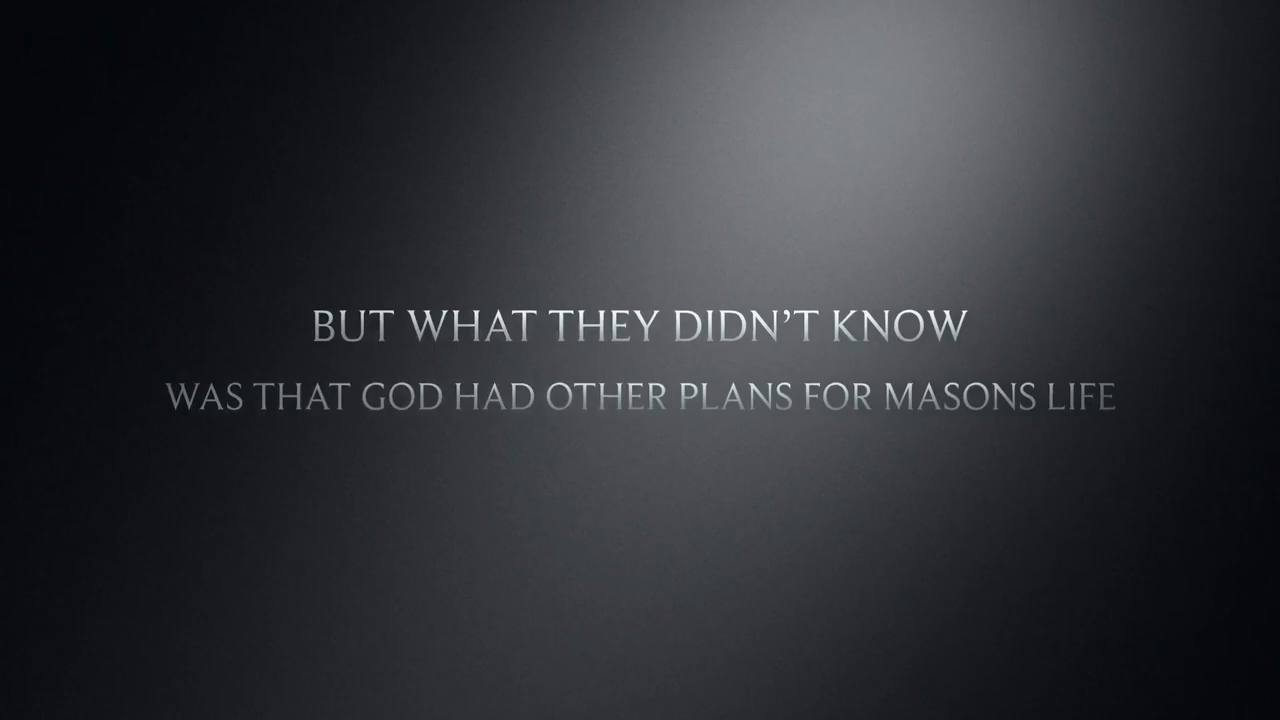 BUT WHAT THEY DIDN’T KNOW
WAS THAT GOD HAD OTHER PLANS FOR MASONS LIFE